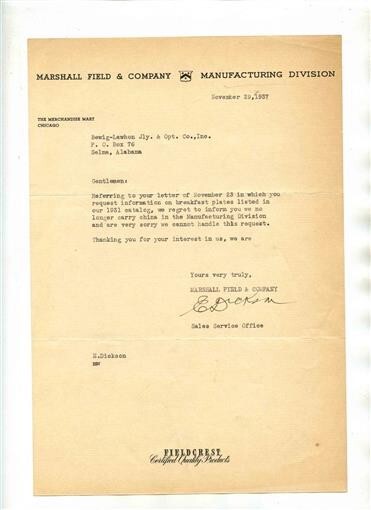 MARSHALL FIELD & COMPANY MANUFACTURING DIVISION
November 29, 1937
THE MERCHANDISE MART
CHICAGO
Bewig-Lawhon Jly. & Opt. Co., Inc.
P. O. Box 76
Selma, Alabama
Gentlemen:
Referring to your letter of November 23 in which you
request information on breakfast plates listed in
our 1931 catalog, we regret to inform you we no
longer carry china in the Manufacturing Division
and are very sorry we cannot handle this request.
Thanking you for your interest in us, we are
Yours very truly,
MARSHALL FIELD & COMPANY
E Dickson
Sales Service Office
E.Dickson
FIELDCREST
Certified Quality Products